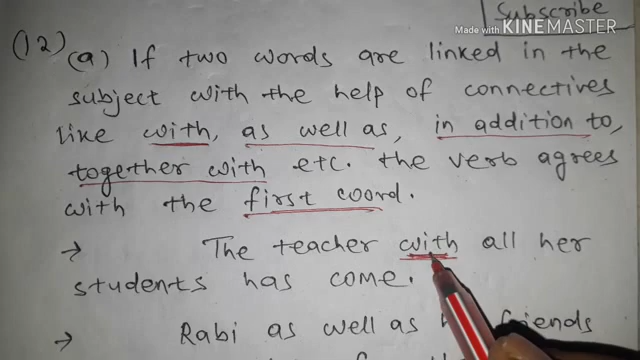 Subscribe
Made with KINEMASTER
(12) (a) If two words are linked in the
subject with the help of connectives
like with, as well as, in addition to,
together with etc. the verb agrees
with the first coord.
→ The teacher with all her
students has come.
→ Rabi as well as friends